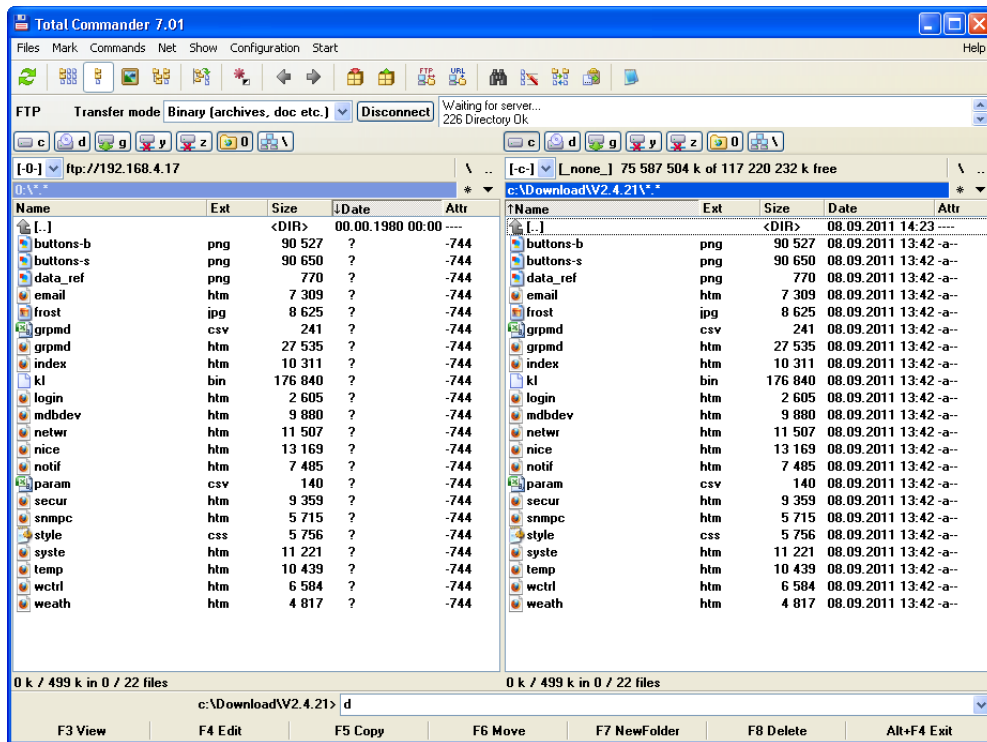 Total Commander 7.01
Files Mark Commands Net Show Configuration Start Help
FTP URL
FTP Transfer mode Binary (archives, doc etc.) Disconnect Waiting for server...
226 Directory Ok
c d g y z 0 \ c d g y z 0 \
[-0-] ftp://192.168.4.17 \ .. [-c-] [_none_] 75 587 504 k of 117 220 232 k free \ ..
0:\*.* * c:\Download\V2.4.21\*.* *
Name Ext Size ↓Date Attr ↑Name Ext Size Date Attr
[..] <DIR> 00.00.1980 00:00 ---- [..] <DIR> 08.09.2011 14:23 ----
buttons-b png 90 527 ? -744 buttons-b png 90 527 08.09.2011 13:42 -a--
buttons-s png 90 650 ? -744 buttons-s png 90 650 08.09.2011 13:42 -a--
data_ref png 770 ? -744 data_ref png 770 08.09.2011 13:42 -a--
email htm 7 309 ? -744 email htm 7 309 08.09.2011 13:42 -a--
frost jpg 8 625 ? -744 frost jpg 8 625 08.09.2011 13:42 -a--
grpmd csv 241 ? -744 grpmd csv 241 08.09.2011 13:42 -a--
grpmd htm 27 535 ? -744 grpmd htm 27 535 08.09.2011 13:42 -a--
index htm 10 311 ? -744 index htm 10 311 08.09.2011 13:42 -a--
kl bin 176 840 ? -744 kl bin 176 840 08.09.2011 13:42 -a--
login htm 2 605 ? -744 login htm 2 605 08.09.2011 13:42 -a--
mdbdev htm 9 880 ? -744 mdbdev htm 9 880 08.09.2011 13:42 -a--
netwr htm 11 507 ? -744 netwr htm 11 507 08.09.2011 13:42 -a--
nice htm 13 169 ? -744 nice htm 13 169 08.09.2011 13:42 -a--
notif htm 7 485 ? -744 notif htm 7 485 08.09.2011 13:42 -a--
param csv 140 ? -744 param csv 140 08.09.2011 13:42 -a--
secur htm 9 359 ? -744 secur htm 9 359 08.09.2011 13:42 -a--
snmpc htm 5 715 ? -744 snmpc htm 5 715 08.09.2011 13:42 -a--
style css 5 756 ? -744 style css 5 756 08.09.2011 13:42 -a--
syste htm 11 221 ? -744 syste htm 11 221 08.09.2011 13:42 -a--
temp htm 10 439 ? -744 temp htm 10 439 08.09.2011 13:42 -a--
wctrl htm 6 584 ? -744 wctrl htm 6 584 08.09.2011 13:42 -a--
weath htm 4 817 ? -744 weath htm 4 817 08.09.2011 13:42 -a--
0 k / 499 k in 0 / 22 files 0 k / 499 k in 0 / 22 files
c:\Download\V2.4.21> d
F3 View F4 Edit F5 Copy F6 Move F7 NewFolder F8 Delete Alt+F4 Exit